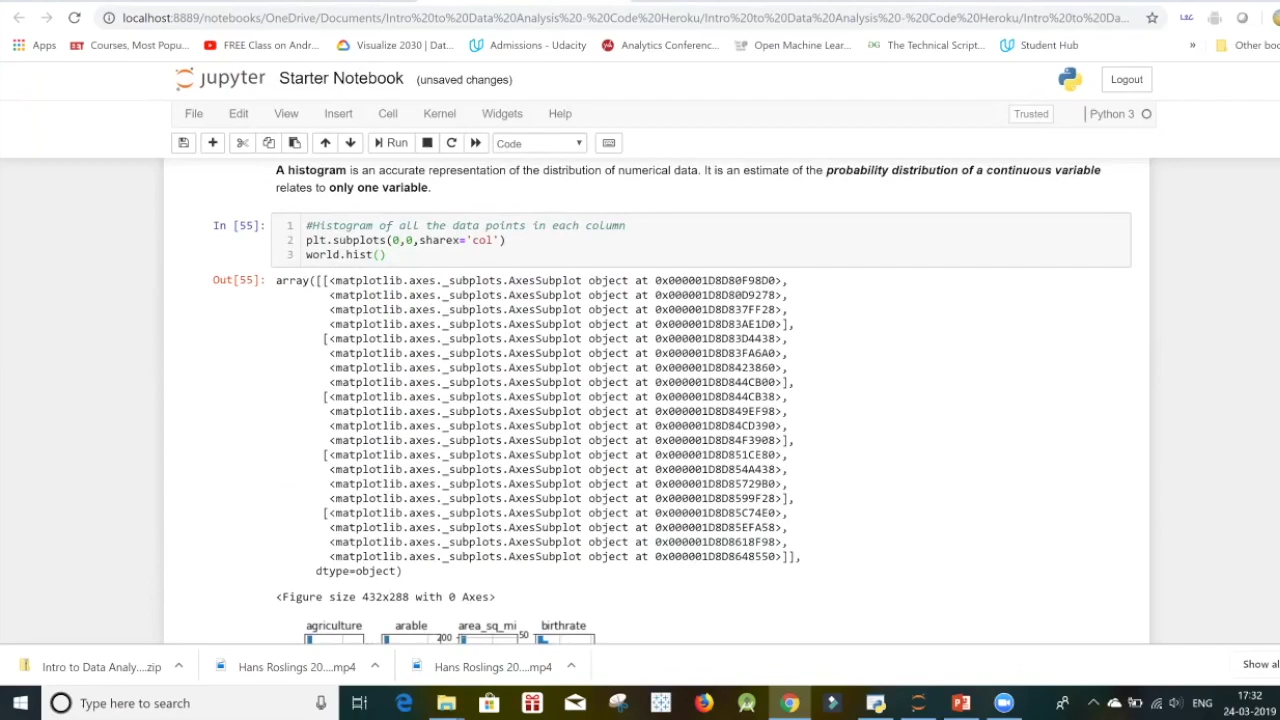 localhost:8889/notebooks/OneDrive/Documents/Intro%20to%20Data%20Analysis%20-%20Code%20Heroku/Intro%20to%20Data%20Analysis%20-%20Code%20Heroku/Intro%20to%20Da...
Apps Courses, Most Popu... FREE Class on Andr... Visualize 2030 | Dat... Admissions - Udacity Analytics Conferenc... Open Machine Lear... The Technical Script... Student Hub » Other boo
jupyter Starter Notebook (unsaved changes) Logout
File Edit View Insert Cell Kernel Widgets Help Trusted Python 3
Run Code
A histogram is an accurate representation of the distribution of numerical data. It is an estimate of the probability distribution of a continuous variable
relates to only one variable.
In [55]: 1 #Histogram of all the data points in each column
2 plt.subplots(0,0,sharex='col')
3 world.hist()
Out[55]: array([[<matplotlib.axes._subplots.AxesSubplot object at 0x000001D8D80F98D0>,
<matplotlib.axes._subplots.AxesSubplot object at 0x000001D8D80D9278>,
<matplotlib.axes._subplots.AxesSubplot object at 0x000001D8D837FF28>,
<matplotlib.axes._subplots.AxesSubplot object at 0x000001D8D83AE1D0>],
[<matplotlib.axes._subplots.AxesSubplot object at 0x000001D8D83D4438>,
<matplotlib.axes._subplots.AxesSubplot object at 0x000001D8D83FA6A0>,
<matplotlib.axes._subplots.AxesSubplot object at 0x000001D8D8423860>,
<matplotlib.axes._subplots.AxesSubplot object at 0x000001D8D844CB00>],
[<matplotlib.axes._subplots.AxesSubplot object at 0x000001D8D844CB38>,
<matplotlib.axes._subplots.AxesSubplot object at 0x000001D8D849EF98>,
<matplotlib.axes._subplots.AxesSubplot object at 0x000001D8D84CD390>,
<matplotlib.axes._subplots.AxesSubplot object at 0x000001D8D84F3908>],
[<matplotlib.axes._subplots.AxesSubplot object at 0x000001D8D851CE80>,
<matplotlib.axes._subplots.AxesSubplot object at 0x000001D8D854A438>,
<matplotlib.axes._subplots.AxesSubplot object at 0x000001D8D85729B0>,
<matplotlib.axes._subplots.AxesSubplot object at 0x000001D8D8599F28>],
[<matplotlib.axes._subplots.AxesSubplot object at 0x000001D8D85C74E0>,
<matplotlib.axes._subplots.AxesSubplot object at 0x000001D8D85EFA58>,
<matplotlib.axes._subplots.AxesSubplot object at 0x000001D8D8618F98>,
<matplotlib.axes._subplots.AxesSubplot object at 0x000001D8D8648550>]],
dtype=object)
<Figure size 432x288 with 0 Axes>
agriculture arable area_sq_mi birthrate
200 50
Intro to Data Analy....zip Hans Roslings 20....mp4 Hans Roslings 20....mp4 Show al
Type here to search ENG 17:32
24-03-2019